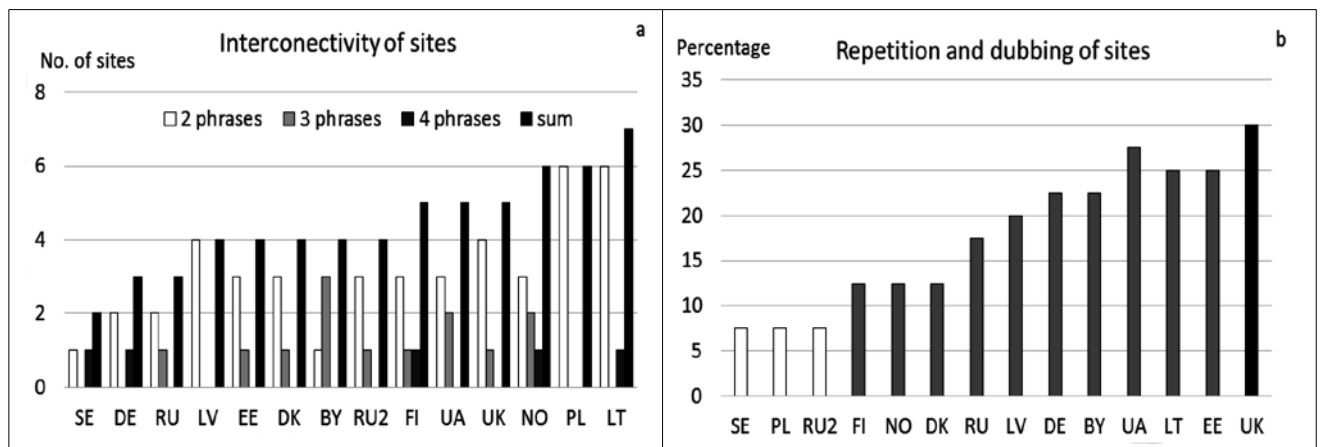 Interconectivity of sites
a
No. of sites
8
2 phrases 3 phrases 4 phrases sum
6
4
2
0
SE DE RU LV EE DK BY RU2 FI UA UK NO PL LT
Percentage
Repetition and dubbing of sites
b
35
30
25
20
15
10
5
0
SE PL RU2 FI NO DK RU LV DE BY UA LT EE UK